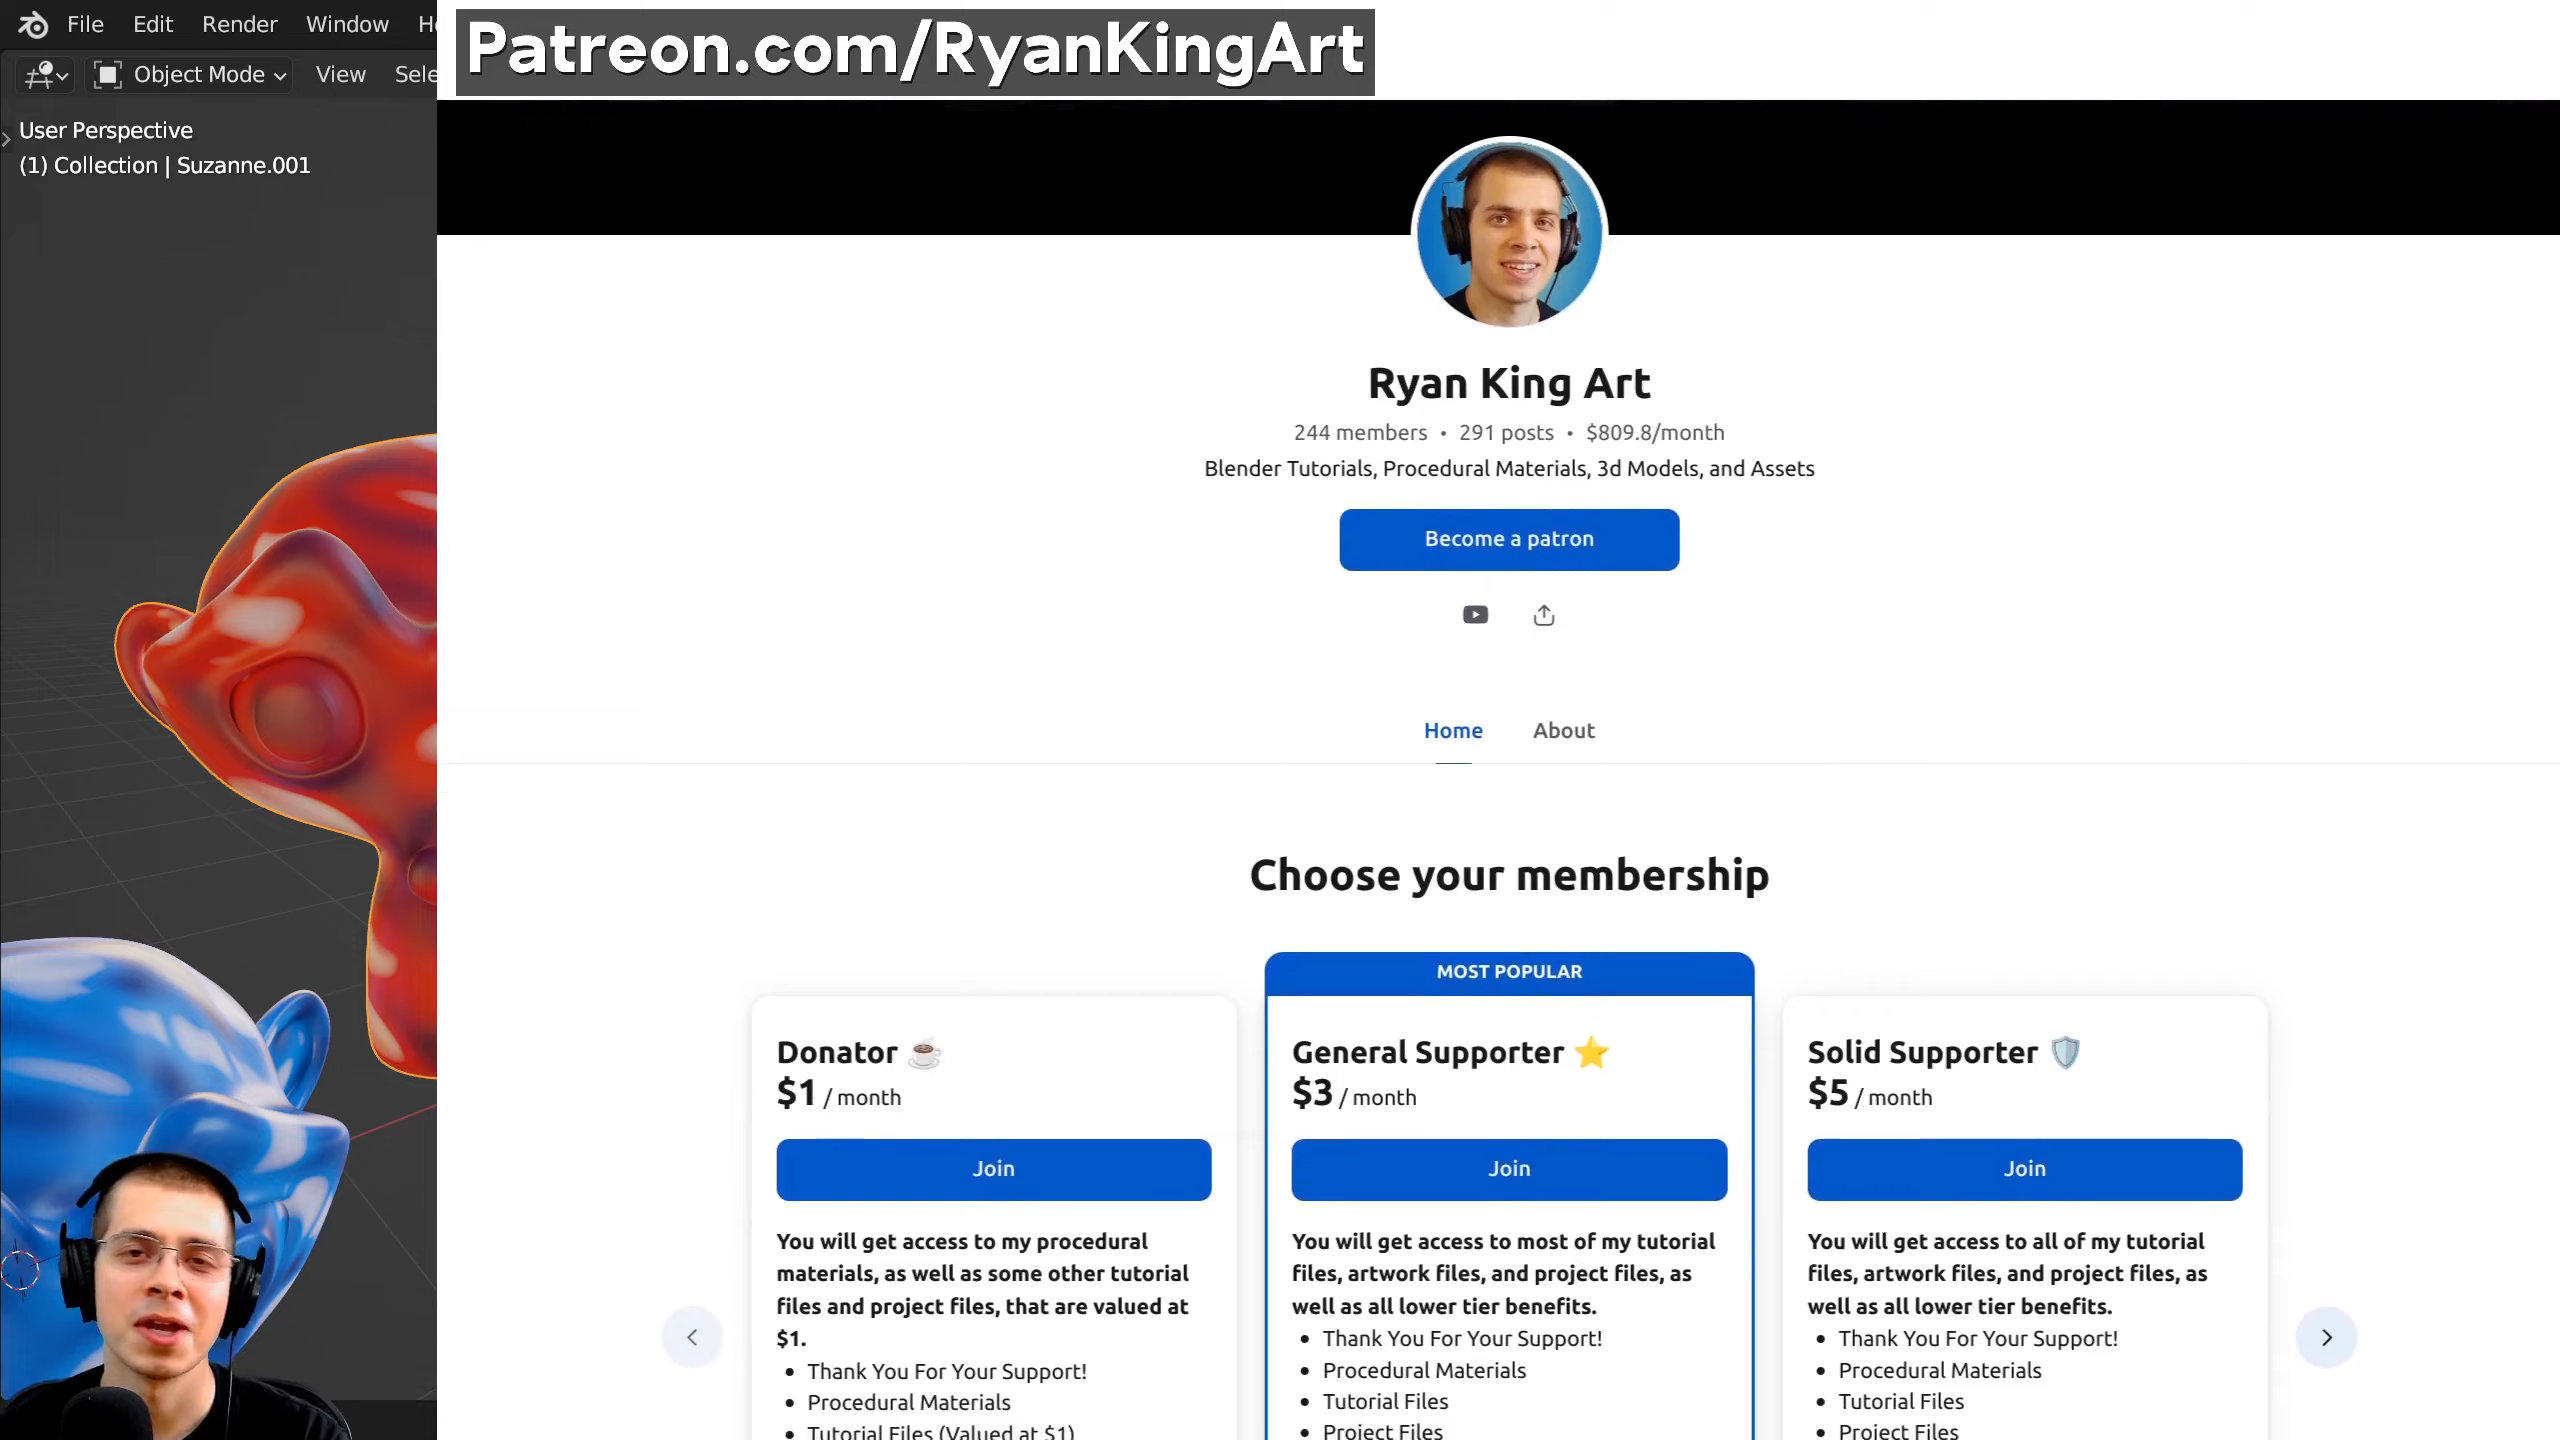 File Edit Render Window
Object Mode View Sele
User Perspective
(1) Collection | Suzanne.001
Patreon.com/RyanKingArt
Ryan King Art
244 members • 291 posts • $809.8/month
Blender Tutorials, Procedural Materials, 3d Models, and Assets
Become a patron
Home About
Choose your membership
MOST POPULAR
Donator
$1 / month
Join
You will get access to my procedural
materials, as well as some other tutorial
files and project files, that are valued at
$1.
• Thank You For Your Support!
• Procedural Materials
• Tutorial Files (Valued at $1)
General Supporter
$3 / month
Join
You will get access to most of my tutorial
files, artwork files, and project files, as
well as all lower tier benefits.
• Thank You For Your Support!
• Procedural Materials
• Tutorial Files
• Project Files
Solid Supporter
$5 / month
Join
You will get access to all of my tutorial
files, artwork files, and project files, as
well as all lower tier benefits.
• Thank You For Your Support!
• Procedural Materials
• Tutorial Files
• Project Files